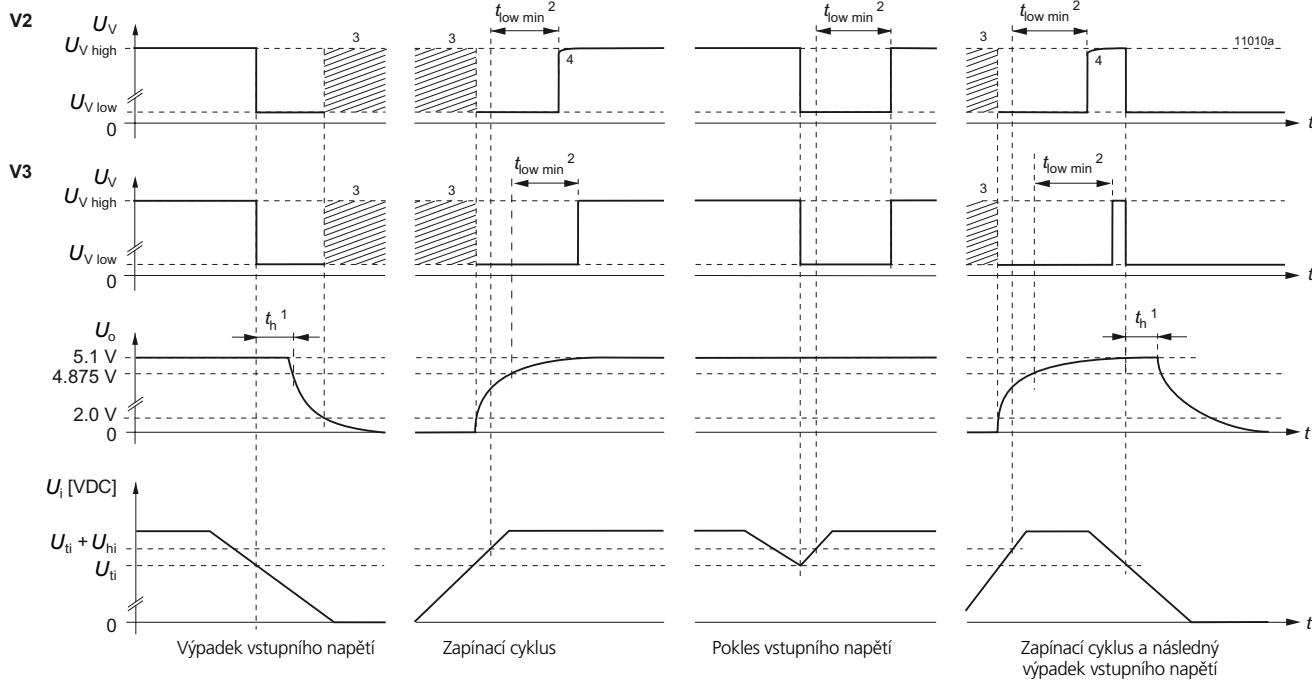 V2
U_V
U_V high
U_V low
0
3
3
t_low min 2
4
t_low min 2
3
t_low min 2
4
11010a
t
V3
U_V
U_V high
U_V low
0
3
3
t_low min 2
3
t_low min 2
t
U_o
5.1 V
4.875 V
2.0 V
0
t_h 1
t_h 1
t
U_i [VDC]
U_ti + U_hi
U_ti
0
t
Výpadek vstupního napětí
Zapínací cyklus
Pokles vstupního napětí
Zapínací cyklus a následný
výpadek vstupního napětí